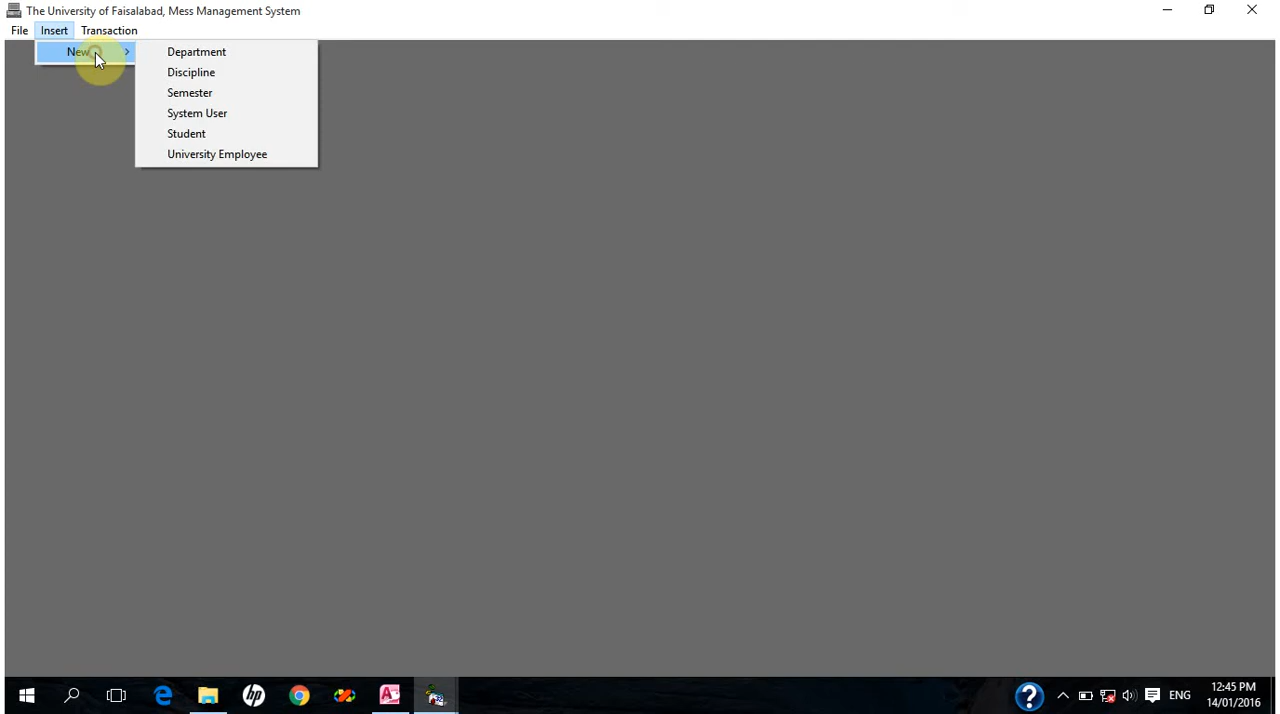 The University of Faisalabad, Mess Management System
File Insert Transaction
New Department
Discipline
Semester
System User
Student
University Employee
ENG
12:45 PM
14/01/2016